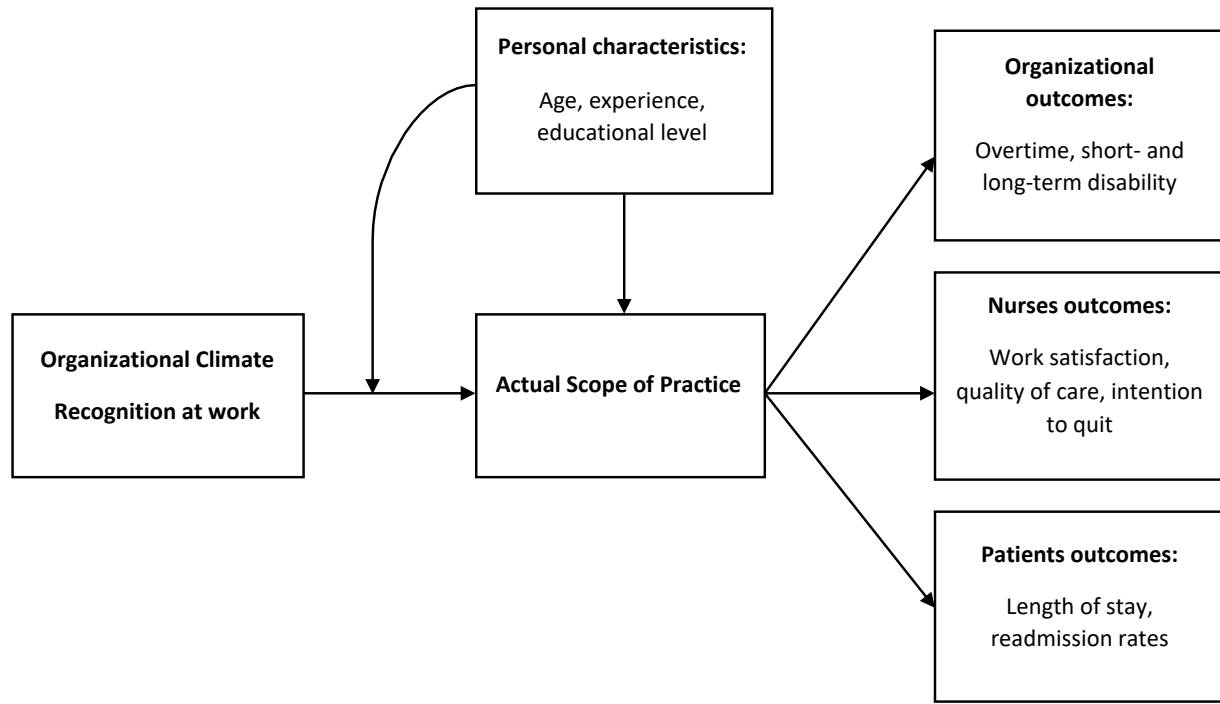 Personal characteristics:
Age, experience,
educational level
Organizational
outcomes:
Overtime, short- and
long-term disability
Organizational Climate
Recognition at work
Actual Scope of Practice
Nurses outcomes:
Work satisfaction,
quality of care, intention
to quit
Patients outcomes:
Length of stay,
readmission rates